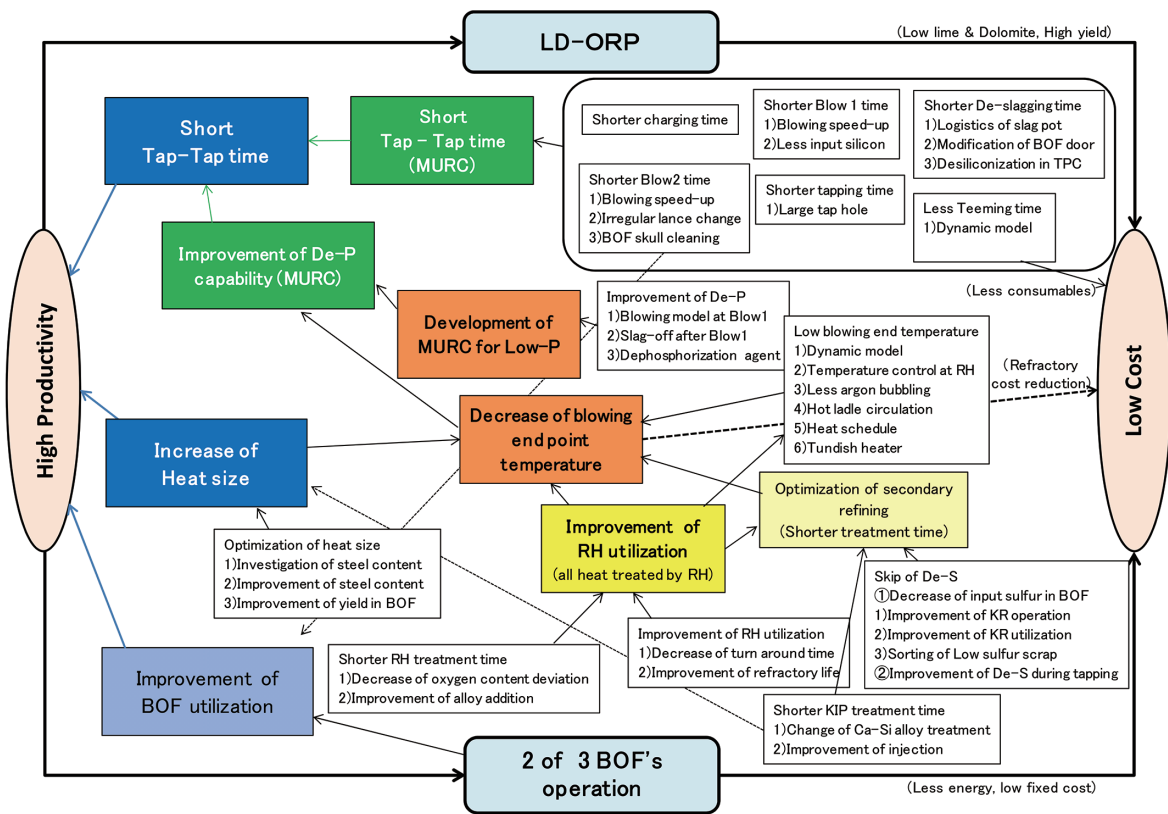 LD-ORP
(Low lime & Dolomite, High yield)
Short
Tap-Tap time
Short
Tap-Tap time
(MURC)
Shorter charging time
Shorter Blow 1 time
1)Blowing speed-up
2)Less input silicon
Shorter De-slagging time
1)Logistics of slag pot
2)Modification of BOF door
3)Desiliconization in TPC
Shorter Blow2 time
1)Blowing speed-up
2)Irregular lance change
3)BOF skull cleaning
Shorter tapping time
1)Large tap hole
Less Teeming time
1)Dynamic model
(Less consumables)
Improvement of De-P
capability (MURC)
Development of
MURC for Low-P
Improvement of De-P
1)Blowing model at Blow1
2)Slag-off after Blow1
3)Dephosphorization agent
Low blowing end temperature
1)Dynamic model
2)Temperature control at RH
3)Less argon bubbling
4)Hot ladle circulation
5)Heat schedule
6)Tundish heater
(Refractory
cost reduction)
High Productivity
Low Cost
Increase of
Heat size
Decrease of blowing
end point
temperature
Optimization of secondary
refining
(Shorter treatment time)
Improvement of
RH utilization
(all heat treated by RH)
Optimization of heat size
1)Investigation of steel content
2)Improvement of steel content
3)Improvement of yield in BOF
Skip of De-S
①Decrease of input sulfur in BOF
1)Improvement of KR operation
2)Improvement of KR utilization
3)Sorting of Low sulfur scrap
②Improvement of De-S during tapping
Improvement of RH utilization
1)Decrease of turn around time
2)Improvement of refractory life
Shorter RH treatment time
1)Decrease of oxygen content deviation
2)Improvement of alloy addition
Improvement of
BOF utilization
Shorter KIP treatment time
1)Change of Ca-Si alloy treatment
2)Improvement of injection
2 of 3 BOF's
operation
(Less energy, low fixed cost)